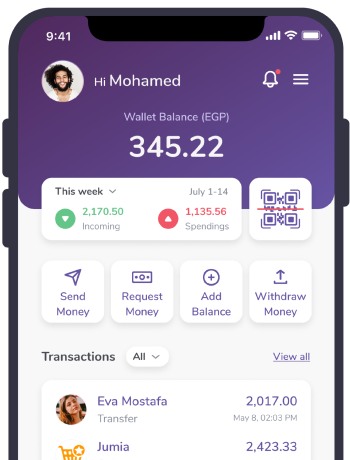 9:41
Hi Mohamed
Wallet Balance (EGP)
345.22
This week July 1-14
2,170.50 1,135.56
Incoming Spendings
Send Money
Request Money
Add Balance
Withdraw Money
Transactions All View all
Eva Mostafa 2,017.00
Transfer May 8, 02:03 PM
Jumia 2,423.33